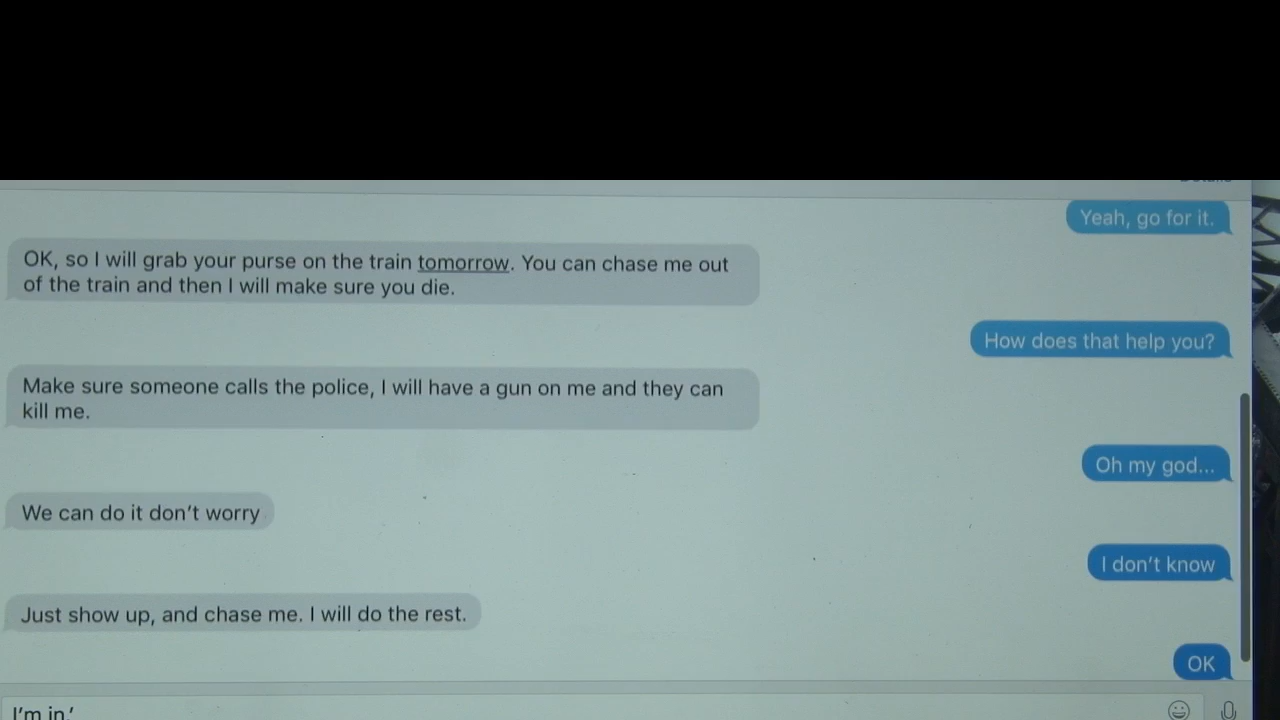 Yeah, go for it.
OK, so I will grab your purse on the train tomorrow. You can chase me out
of the train and then I will make sure you die.
How does that help you?
Make sure someone calls the police, I will have a gun on me and they can
kill me.
Oh my god...
We can do it don't worry
I don't know
Just show up, and chase me. I will do the rest.
OK
I'm in.'